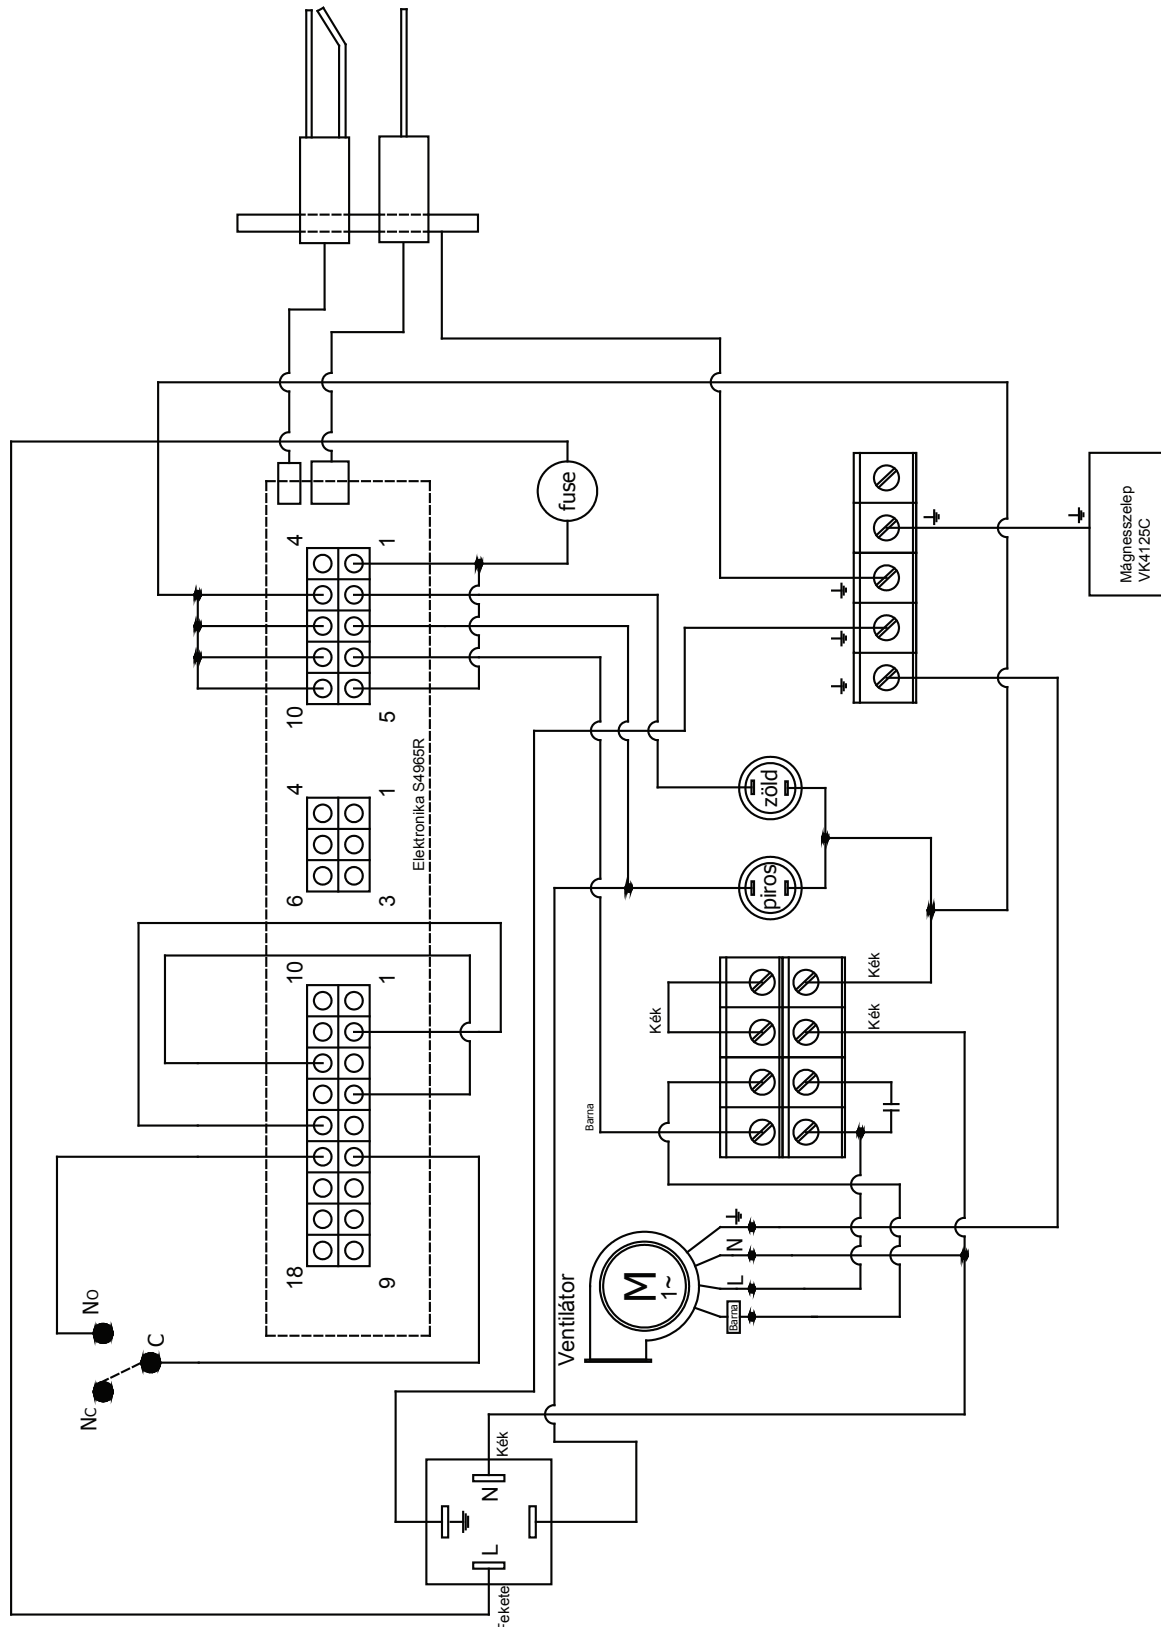 fuse
4
1
10
5
Elektronika S4965R
4
1
6
3
10
1
18
9
Mágnesszelep
VK4125C
zöld
piros
Kék
Kék
Kék
Barna
No
C
Nc
Ventilátor
M
1~
N
L
Barna
Kék
N
L
Fekete